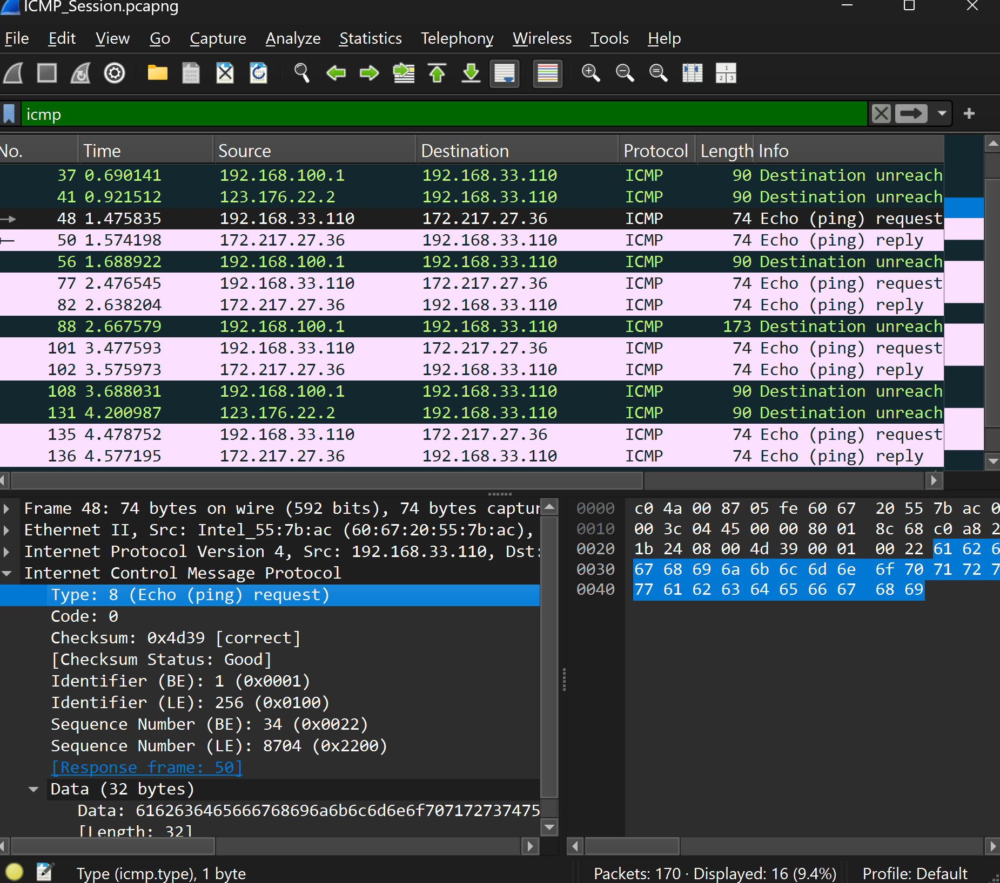 ICMP_Session.pcapng
File Edit View Go Capture Analyze Statistics Telephony Wireless Tools Help
icmp
No. Time Source Destination Protocol Length Info
37 0.690141 192.168.100.1 192.168.33.110 ICMP 90 Destination unreach
41 0.921512 123.176.22.2 192.168.33.110 ICMP 90 Destination unreach
48 1.475835 192.168.33.110 172.217.27.36 ICMP 74 Echo (ping) request
50 1.574198 172.217.27.36 192.168.33.110 ICMP 74 Echo (ping) reply
56 1.688922 192.168.100.1 192.168.33.110 ICMP 90 Destination unreach
77 2.476545 192.168.33.110 172.217.27.36 ICMP 74 Echo (ping) request
82 2.638204 172.217.27.36 192.168.33.110 ICMP 74 Echo (ping) reply
88 2.667579 192.168.100.1 192.168.33.110 ICMP 173 Destination unreach
101 3.477593 192.168.33.110 172.217.27.36 ICMP 74 Echo (ping) request
102 3.575973 172.217.27.36 192.168.33.110 ICMP 74 Echo (ping) reply
108 3.688031 192.168.100.1 192.168.33.110 ICMP 90 Destination unreach
131 4.200987 123.176.22.2 192.168.33.110 ICMP 90 Destination unreach
135 4.478752 192.168.33.110 172.217.27.36 ICMP 74 Echo (ping) request
136 4.577195 172.217.27.36 192.168.33.110 ICMP 74 Echo (ping) reply
Frame 48: 74 bytes on wire (592 bits), 74 bytes captur
Ethernet II, Src: Intel_55:7b:ac (60:67:20:55:7b:ac),
Internet Protocol Version 4, Src: 192.168.33.110, Dst:
Internet Control Message Protocol
Type: 8 (Echo (ping) request)
Code: 0
Checksum: 0x4d39 [correct]
[Checksum Status: Good]
Identifier (BE): 1 (0x0001)
Identifier (LE): 256 (0x0100)
Sequence Number (BE): 34 (0x0022)
Sequence Number (LE): 8704 (0x2200)
[Response frame: 50]
Data (32 bytes)
Data: 6162636465666768696a6b6c6d6e6f707172737475
[Length: 32]
0000 c0 4a 00 87 05 fe 60 67 20 55 7b ac 0
0010 00 3c 04 45 00 00 80 01 8c 68 c0 a8 2
0020 1b 24 08 00 4d 39 00 01 00 22 61 62 6
0030 67 68 69 6a 6b 6c 6d 6e 6f 70 71 72 7
0040 77 61 62 63 64 65 66 67 68 69
Type (icmp.type), 1 byte
Packets: 170 · Displayed: 16 (9.4%)
Profile: Default